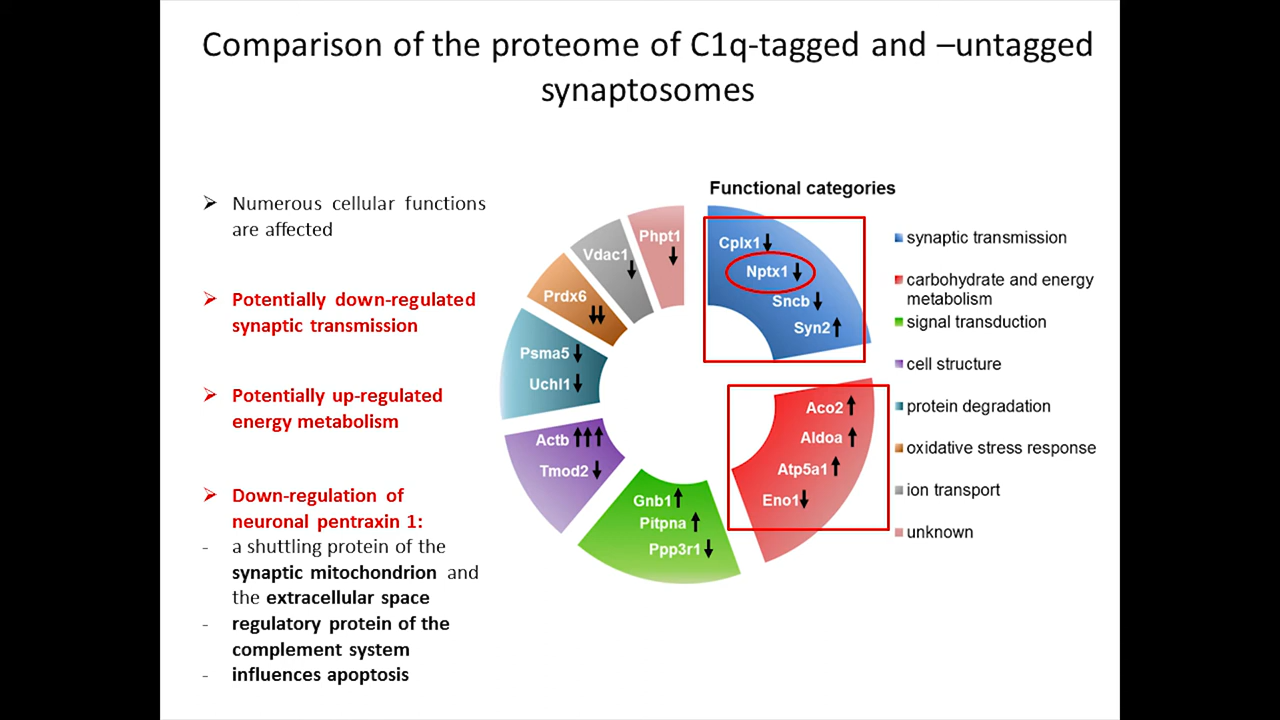 Comparison of the proteome of C1q-tagged and –untagged
synaptosomes
➢ Numerous cellular functions
are affected
➢ Potentially down-regulated
synaptic transmission
➢ Potentially up-regulated
energy metabolism
➢ Down-regulation of
neuronal pentraxin 1:
- a shuttling protein of the
synaptic mitochondrion and
the extracellular space
- regulatory protein of the
complement system
- influences apoptosis
Functional categories
Cplx1 ↓
Nptx1 ↓
Sncb ↓
Syn2 ↑
Aco2 ↑
Aldoa ↑
Atp5a1 ↑
Eno1 ↓
Gnb1 ↑
Pitpna ↑
Ppp3r1 ↓
Actb ↑↑↑
Tmod2 ↓
Psma5 ↓
Uchl1 ↓
Prdx6
↓↓
Vdac1
↓
Phpt1
↓
synaptic transmission
carbohydrate and energy
metabolism
signal transduction
cell structure
protein degradation
oxidative stress response
ion transport
unknown